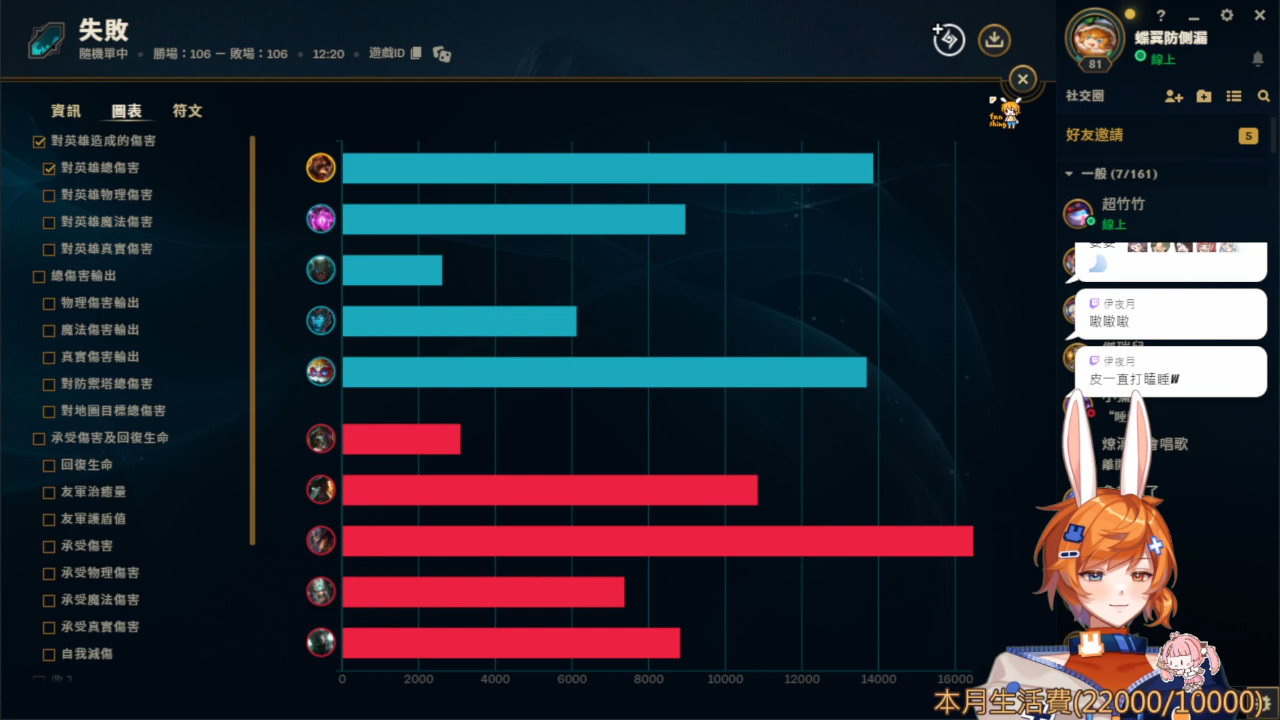 失敗
隨機單中 • 勝場：106 － 敗場：106 • 12:20 • 遊戲ID
資訊 圖表 符文
對英雄造成的傷害
對英雄總傷害
對英雄物理傷害
對英雄魔法傷害
對英雄真實傷害
總傷害輸出
物理傷害輸出
魔法傷害輸出
真實傷害輸出
對防禦塔總傷害
對地圖目標總傷害
承受傷害及回復生命
回復生命
友軍治癒量
友軍護盾值
承受傷害
承受物理傷害
承受魔法傷害
承受真實傷害
自我減傷
0 2000 4000 6000 8000 10000 12000 14000 16000
fan
shing
81
蝶翼防側漏
線上
社交圈
好友邀請 5
一般 (7/161)
超竹竹
線上
伊夜月
嗷嗷嗷
伊夜月
皮一直打瞌睡W
會唱歌
本月生活費(22000/10000)